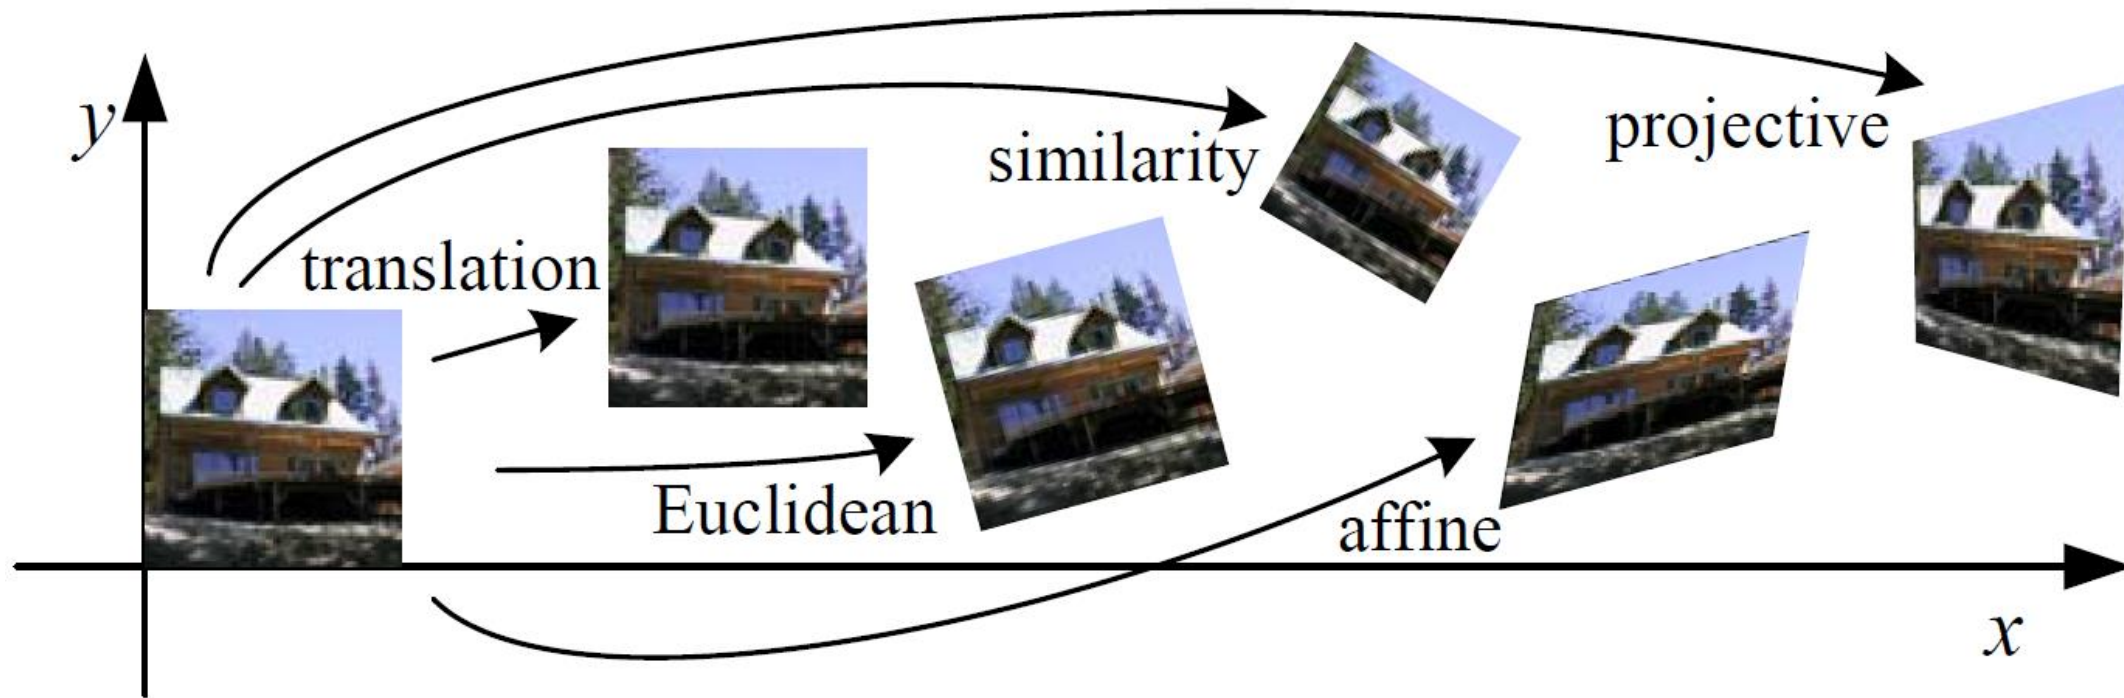 y
similarity
projective
translation
Euclidean
affine
x